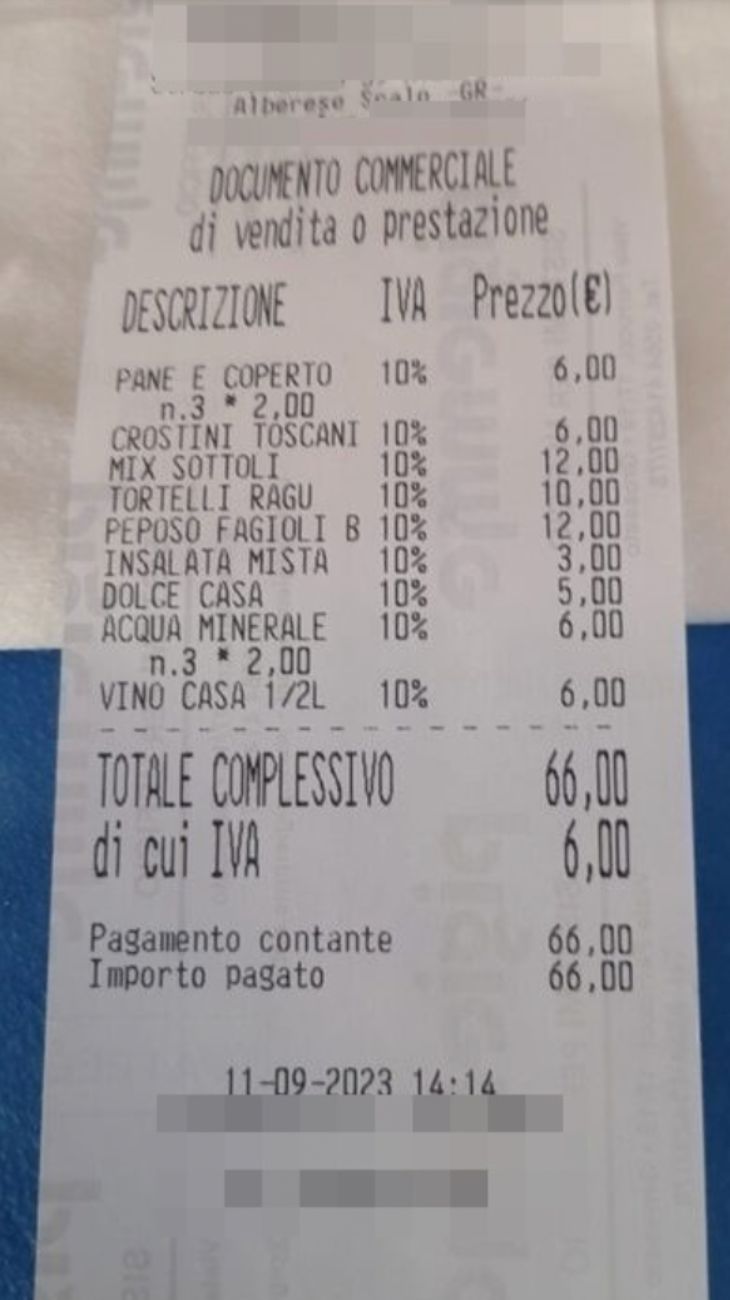 Alberese Scalo -GR-
DOCUMENTO COMMERCIALE
di vendita o prestazione
DESCRIZIONE IVA Prezzo(€)
PANE E COPERTO 10% 6,00
n.3 * 2,00
CROSTINI TOSCANI 10% 6,00
MIX SOTTOLI 10% 12,00
TORTELLI RAGU 10% 10,00
PEPOSO FAGIOLI B 10% 12,00
INSALATA MISTA 10% 3,00
DOLCE CASA 10% 5,00
ACQUA MINERALE 10% 6,00
n.3 * 2,00
VINO CASA 1/2L 10% 6,00
TOTALE COMPLESSIVO 66,00
di cui IVA 6,00
Pagamento contante 66,00
Importo pagato 66,00
11-09-2023 14:14